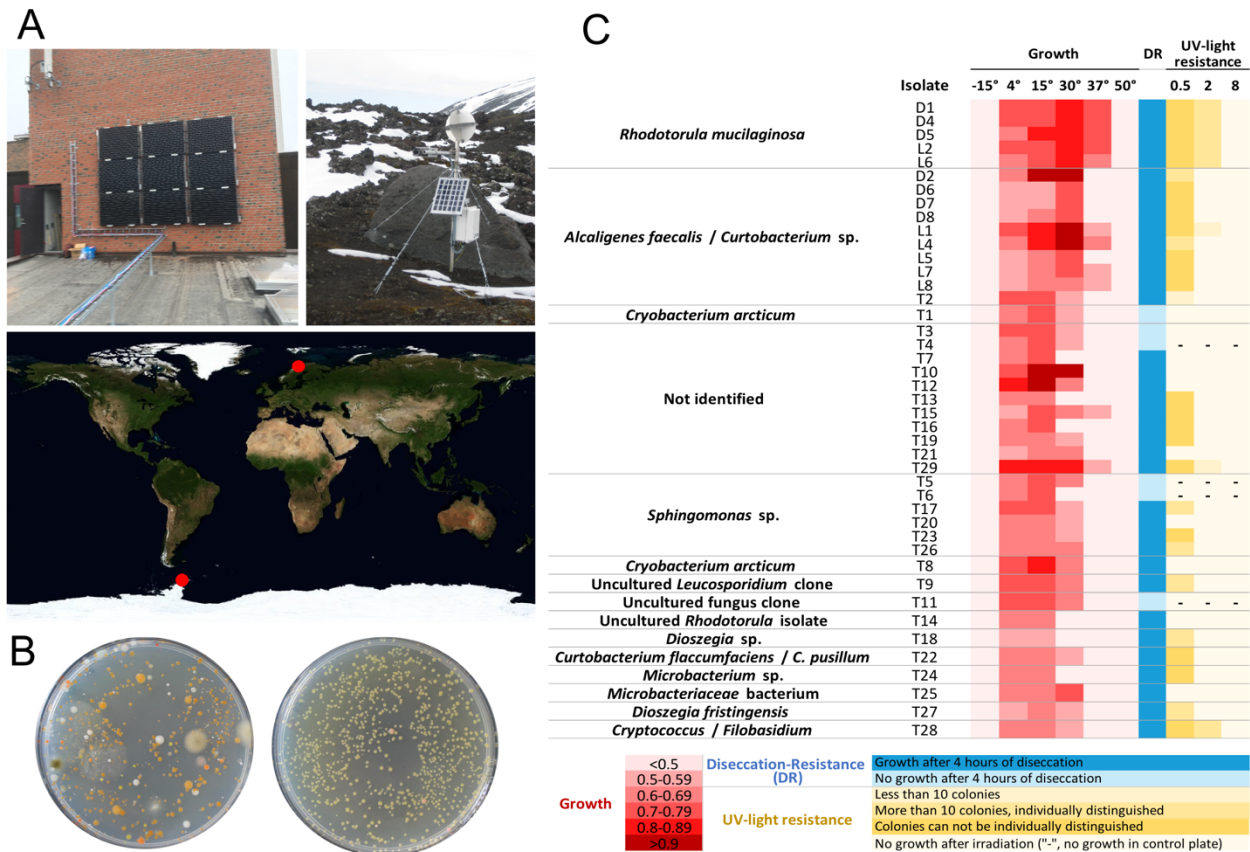 A
C
Growth DR UV-light
resistance
Isolate -15° 4° 15° 30° 37° 50° 0.5 2 8
Rhodotorula mucilaginosa
D1
D4
D5
L2
L6
Alcaligenes faecalis / Curtobacterium sp.
D2
D6
D7
D8
L1
L4
L5
L7
L8
T2
Cryobacterium arcticum T1
Not identified
T3
T4 - - -
T7
T10
T12
T13
T15
T16
T19
T21
T29
Sphingomonas sp.
T5 - - -
T6 - - -
T17
T20
T23
T26
Cryobacterium arcticum T8
Uncultured Leucosporidium clone T9
Uncultured fungus clone T11 - - -
Uncultured Rhodotorula isolate T14
Dioszegia sp. T18
Curtobacterium flaccumfaciens / C. pusillum T22
Microbacterium sp. T24
Microbacteriaceae bacterium T25
Dioszegia fristingensis T27
Cryptococcus / Filobasidium T28
B
Growth
<0.5
0.5-0.59
0.6-0.69
0.7-0.79
0.8-0.89
>0.9
Diseccation-Resistance
(DR)
Growth after 4 hours of diseccation
No growth after 4 hours of diseccation
UV-light resistance
Less than 10 colonies
More than 10 colonies, individually distinguished
Colonies can not be individually distinguished
No growth after irradiation ("-", no growth in control plate)